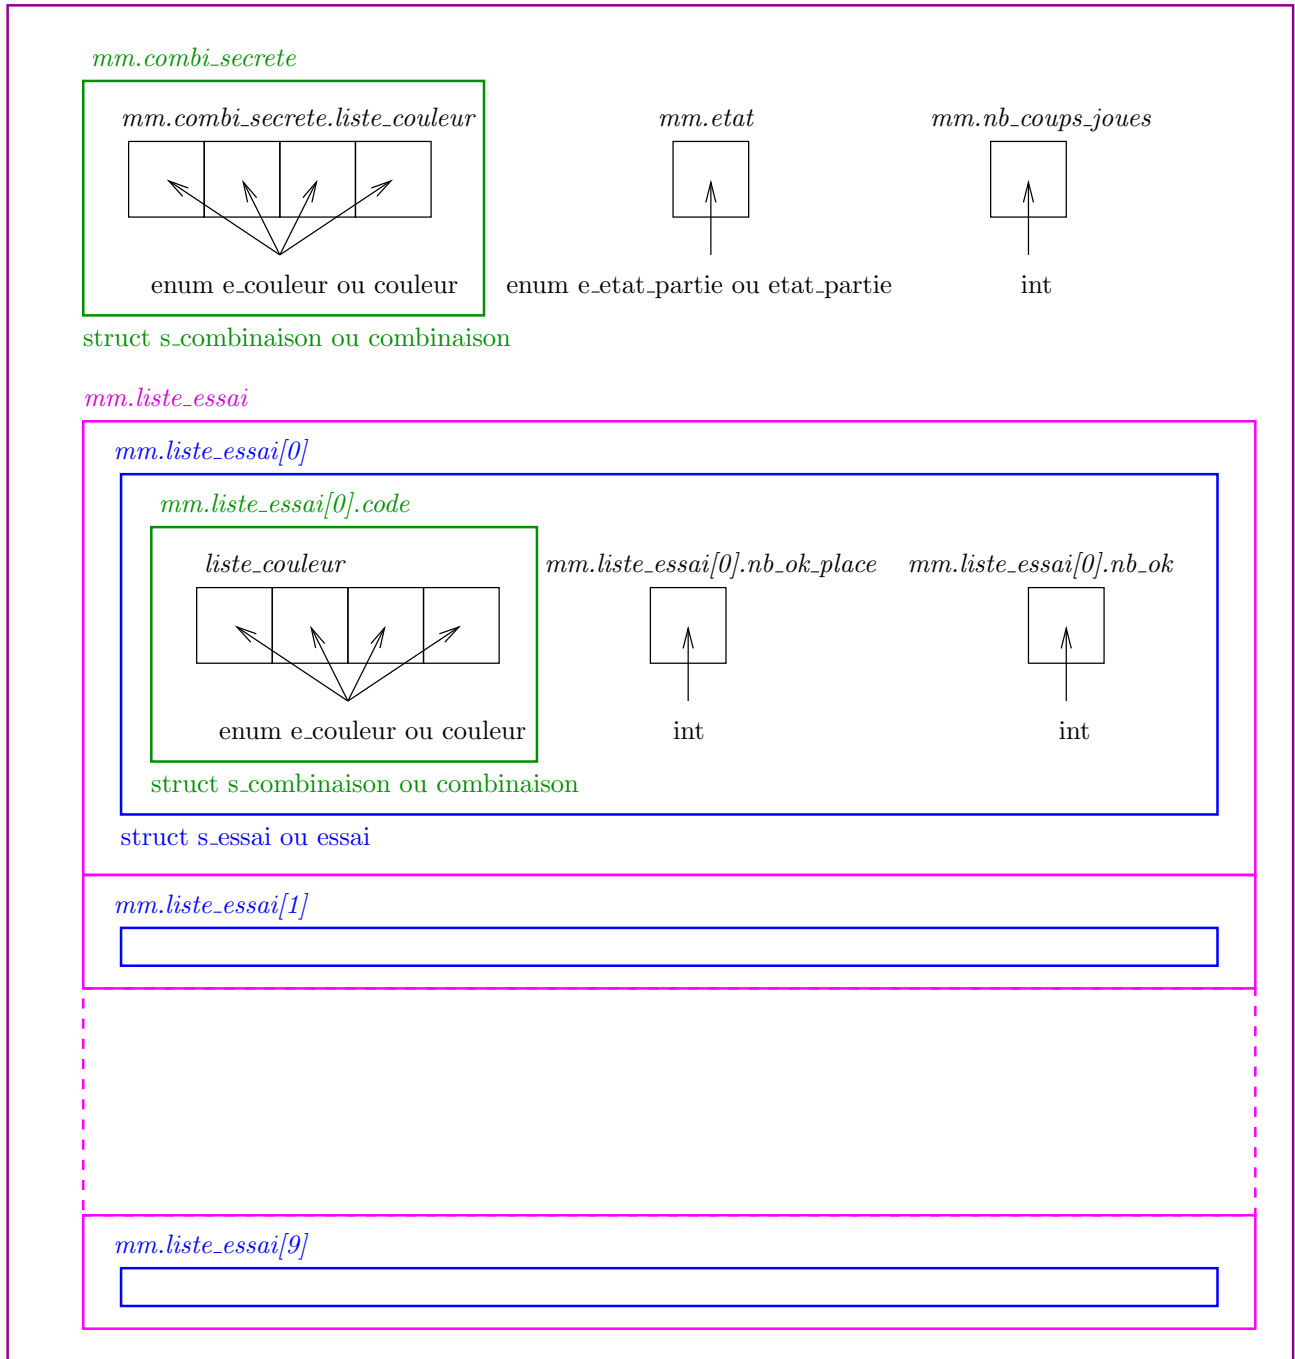 mm.combi_secrete
mm.combi_secrete.liste_couleur
mm.etat
mm.nb_coups_joues
enum e_couleur ou couleur
enum e_etat_partie ou etat_partie
int
struct s_combinaison ou combinaison
mm.liste_essai
mm.liste_essai[0]
mm.liste_essai[0].code
liste_couleur
mm.liste_essai[0].nb_ok_place
mm.liste_essai[0].nb_ok
enum e_couleur ou couleur
int
int
struct s_combinaison ou combinaison
struct s_essai ou essai
mm.liste_essai[1]
mm.liste_essai[9]